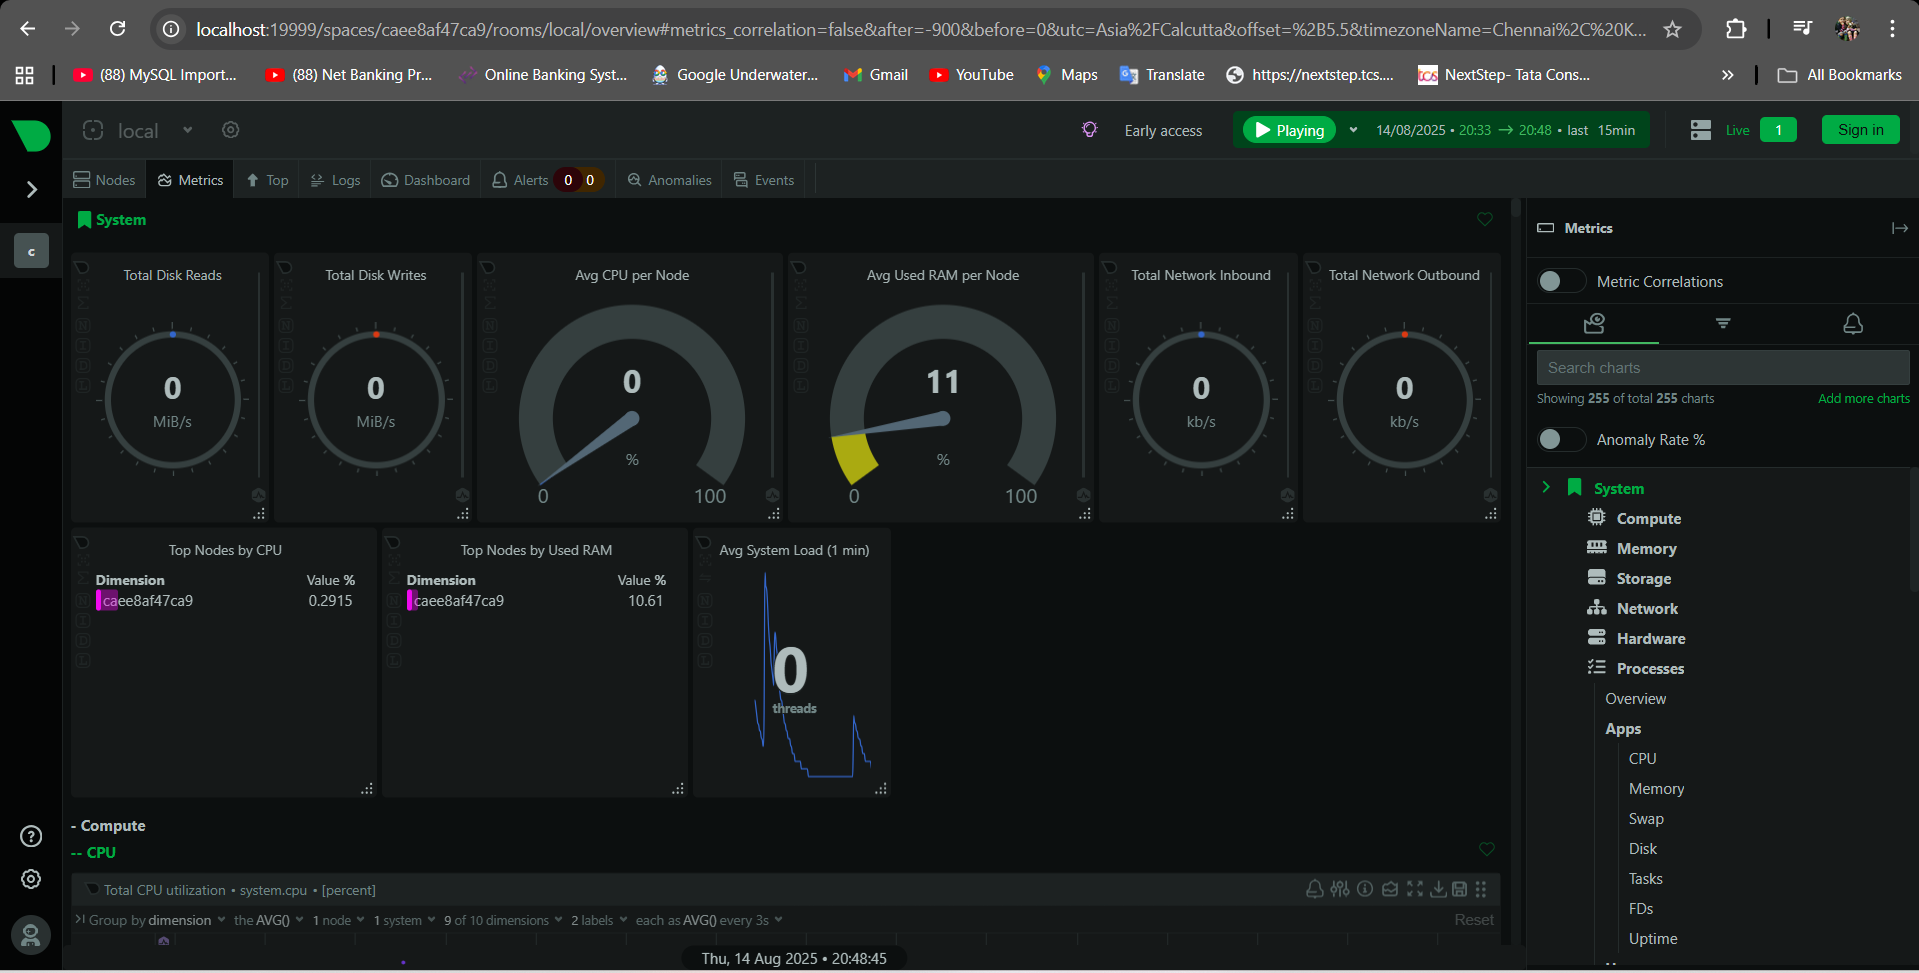 localhost:19999/spaces/caee8af47ca9/rooms/local/overview#metrics_correlation=false&after=-900&before=0&utc=Asia%2FCalcutta&offset=%2B5.5&timezoneName=Chennai%2C%20K...
(88) MySQL Import...
(88) Net Banking Pr...
Online Banking Syst...
Google Underwater...
Gmail
YouTube
Maps
Translate
https://nextstep.tcs....
tcs
NextStep- Tata Cons...
»
All Bookmarks
local
Early access
Playing
14/08/2025 • 20:33 → 20:48 • last 15min
Live
1
Sign in
Nodes
Metrics
Top
Logs
Dashboard
Alerts
0
0
Anomalies
Events
c
System
Total Disk Reads
0
MiB/s
Total Disk Writes
0
MiB/s
Avg CPU per Node
0
%
0
100
Avg Used RAM per Node
11
%
0
100
Total Network Inbound
0
kb/s
Total Network Outbound
0
kb/s
Top Nodes by CPU
Dimension Value %
caee8af47ca9 0.2915
Top Nodes by Used RAM
Dimension Value %
caee8af47ca9 10.61
Avg System Load (1 min)
0
threads
- Compute
-- CPU
Total CPU utilization • system.cpu • [percent]
Group by dimension the AVG() 1 node 1 system 9 of 10 dimensions 2 labels each as AVG() every 3s
Reset
Thu, 14 Aug 2025 • 20:48:45
Metrics
Metric Correlations
Search charts
Showing 255 of total 255 charts
Add more charts
Anomaly Rate %
System
Compute
Memory
Storage
Network
Hardware
Processes
Overview
Apps
CPU
Memory
Swap
Disk
Tasks
FDs
Uptime